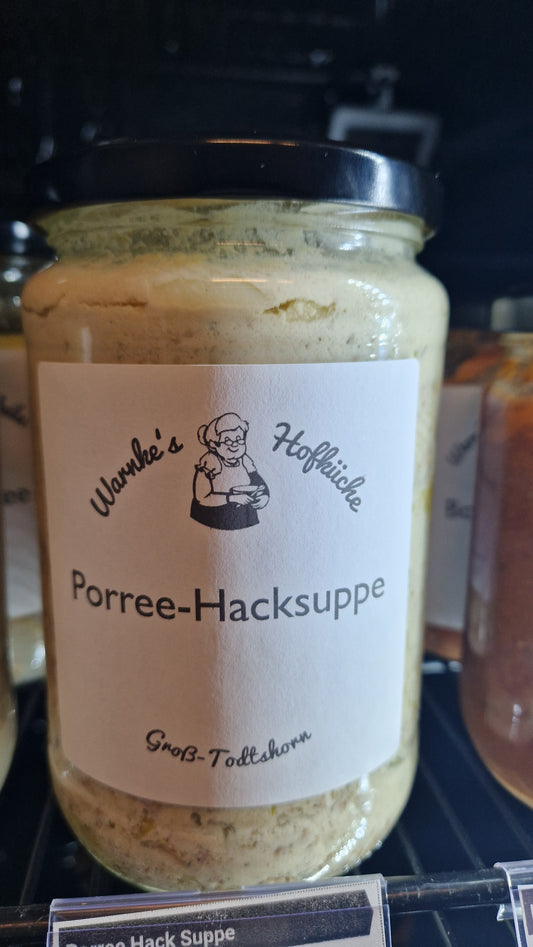 Warnke's Hofküche
Porree-Hacksuppe
Groß-Todtshorn
Porree Hack Suppe